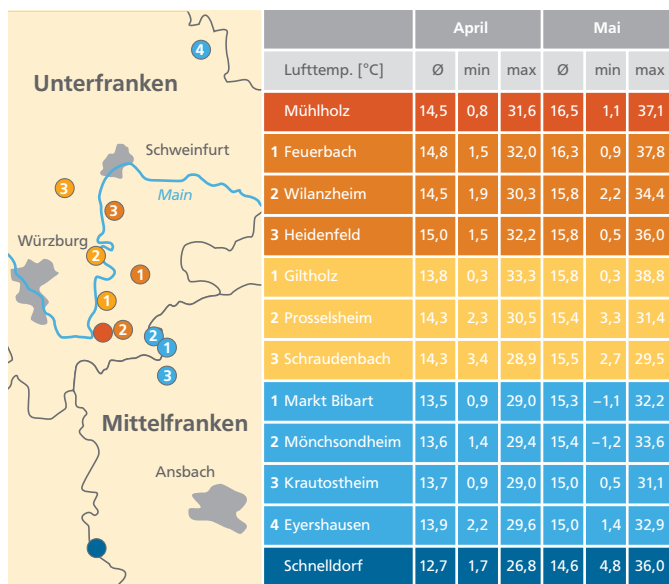 4
Unterfranken
Schweinfurt
3
Main
3
Würzburg
2
1
1
2
2
1
3
Mittelfranken
Ansbach
April Mai
Lufttemp. [°C] Ø min max Ø min max
Mühlholz 14,5 0,8 31,6 16,5 1,1 37,1
1 Feuerbach 14,8 1,5 32,0 16,3 0,9 37,8
2 Wilanzheim 14,5 1,9 30,3 15,8 2,2 34,4
3 Heidenfeld 15,0 1,5 32,2 15,8 0,5 36,0
1 Giltholz 13,8 0,3 33,3 15,8 0,3 38,8
2 Prosselsheim 14,3 2,3 30,5 15,4 3,3 31,4
3 Schraudenbach 14,3 3,4 28,9 15,5 2,7 29,5
1 Markt Bibart 13,5 0,9 29,0 15,3 –1,1 32,2
2 Mönchsondheim 13,6 1,4 29,4 15,4 –1,2 33,6
3 Krautostheim 13,7 0,9 29,0 15,0 0,5 31,1
4 Eyershausen 13,9 2,2 29,6 15,0 1,4 32,9
Schnelldorf 12,7 1,7 26,8 14,6 4,8 36,0